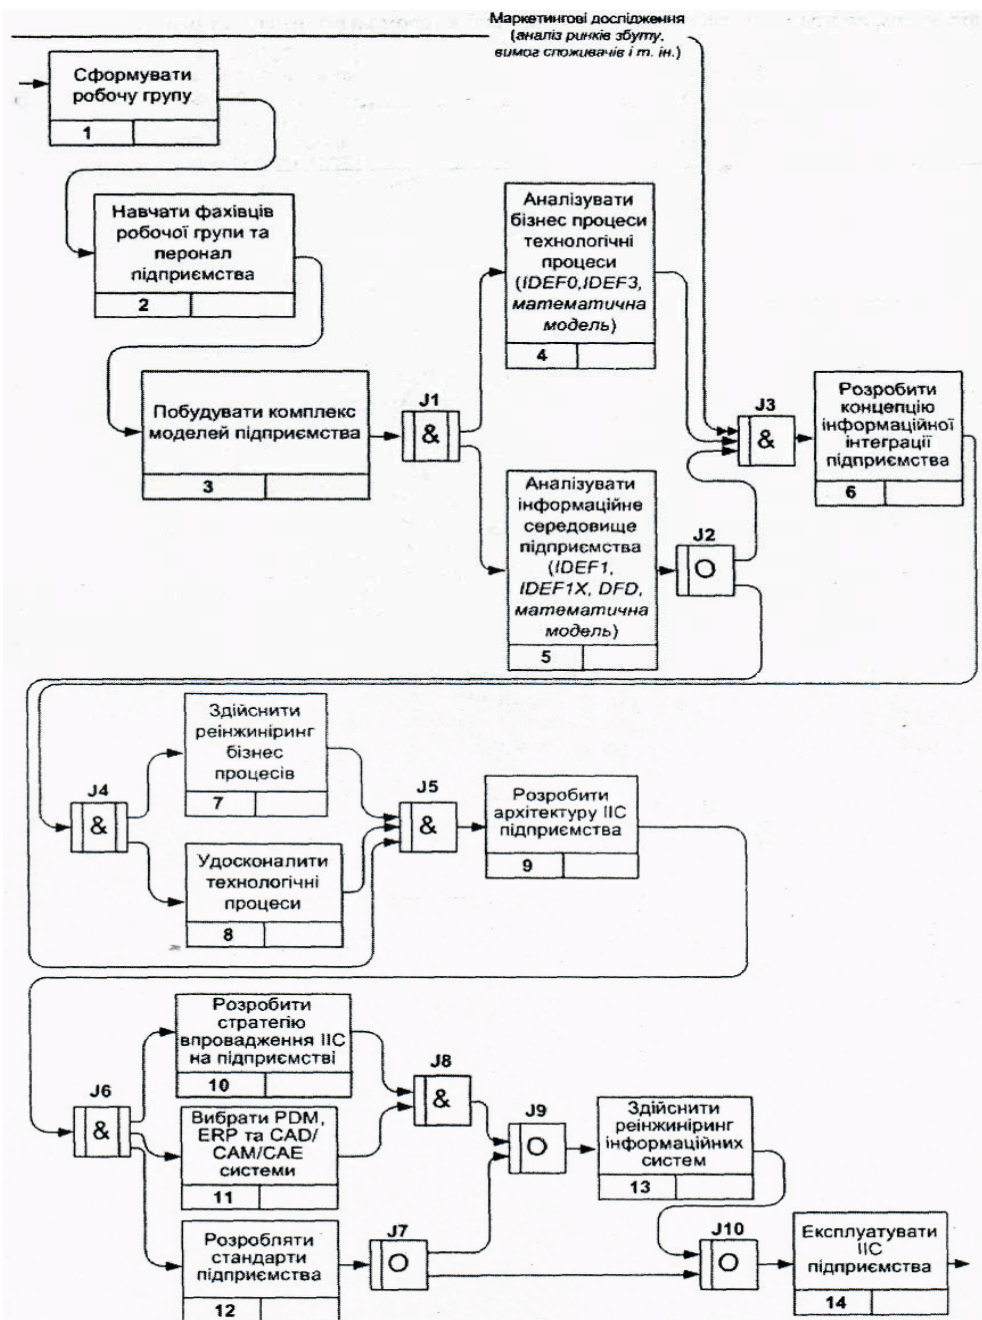 Маркетингові дослідження
(аналіз ринків збуту,
вимог споживачів і т. ін.)
Сформувати
робочу групу
1
Навчати фахівців
робочої групи та
перонал
підприємства
2
Побудувати комплекс
моделей підприємства
3
J1
&
Аналізувати
бізнес процеси
технологічні
процеси
(IDEF0,IDEF3,
математична
модель)
4
Аналізувати
інформаційне
середовище
підприємства
(IDEF1,
IDEF1X, DFD,
математична
модель)
5
J2
O
J3
&
Розробити
концепцію
інформаційної
інтеграції
підприємства
6
J4
&
Здійснити
реінжиніринг
бізнес
процесів
7
Удосконалити
технологічні
процеси
8
J5
&
Розробити
архітектуру ІІС
підприємства
9
J6
&
Розробити
стратегію
впровадження ІІС
на підприємстві
10
Вибрати PDM,
ERP та CAD/
CAM/CAE
системи
11
Розробляти
стандарти
підприємства
12
J7
O
J8
&
J9
O
Здійснити
реінжиніринг
інформаційних
систем
13
J10
O
Експлуатувати
ІІС
підприємства
14